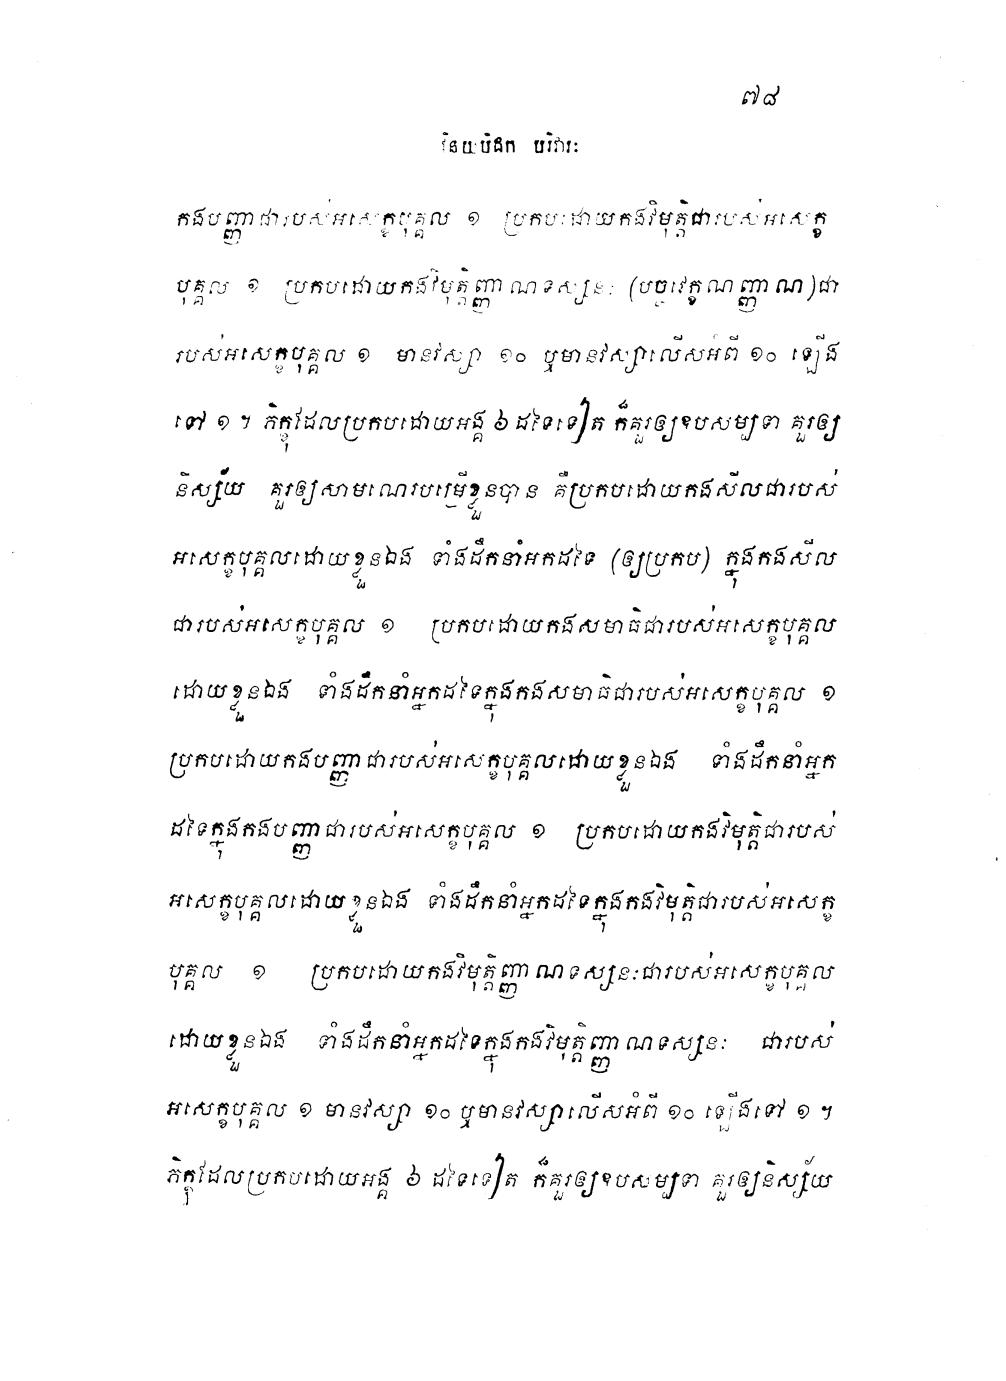 ៧៨
វិនយបិដក បរិវារៈ
កងបញ្ញាជារបស់អសេក្ខបុគ្គល ១ ប្រកបដោយកងវិមុត្តិជារបស់អសេក្ខ
បុគ្គល ១ ប្រកបដោយកងវិមុត្តិញ្ញាណទស្សនៈ (បច្ចវេក្ខណញ្ញាណ)ជា
របស់អសេក្ខបុគ្គល ១ មានវស្សា ១០ ឬមានវស្សាលើសអំពី ១០ ឡើង
ទៅ ១ ។ ភិក្ខុដែលប្រកបដោយអង្គ ៦ ដទៃទៀត ក៏គួរឲ្យឧបសម្បទា គួរឲ្យ
និស្ស័យ គួរឲ្យសាមណេរបម្រើខ្លួនបាន គឺប្រកបដោយកងសីលជារបស់
អសេក្ខបុគ្គលដោយខ្លួនឯង ទាំងដឹកនាំអ្នកដទៃ (ឲ្យប្រកប) ក្នុងកងសីល
ជារបស់អសេក្ខបុគ្គល ១ ប្រកបដោយកងសមាធិជារបស់អសេក្ខបុគ្គល
ដោយខ្លួនឯង ទាំងដឹកនាំអ្នកដទៃក្នុងកងសមាធិជារបស់អសេក្ខបុគ្គល ១
ប្រកបដោយកងបញ្ញាជារបស់អសេក្ខបុគ្គលដោយខ្លួនឯង ទាំងដឹកនាំអ្នក
ដទៃក្នុងកងបញ្ញាជារបស់អសេក្ខបុគ្គល ១ ប្រកបដោយកងវិមុត្តិជារបស់
អសេក្ខបុគ្គលដោយខ្លួនឯង ទាំងដឹកនាំអ្នកដទៃក្នុងកងវិមុត្តិជារបស់អសេក្ខ
បុគ្គល ១ ប្រកបដោយកងវិមុត្តិញ្ញាណទស្សនៈជារបស់អសេក្ខបុគ្គល
ដោយខ្លួនឯង ទាំងដឹកនាំអ្នកដទៃក្នុងកងវិមុត្តិញ្ញាណទស្សនៈ ជារបស់
អសេក្ខបុគ្គល ១ មានវស្សា ១០ ឬមានវស្សាលើសអំពី ១០ ឡើងទៅ ១ ។
ភិក្ខុដែលប្រកបដោយអង្គ ៦ ដទៃទៀត ក៏គួរឲ្យឧបសម្បទា គួរឲ្យនិស្ស័យ